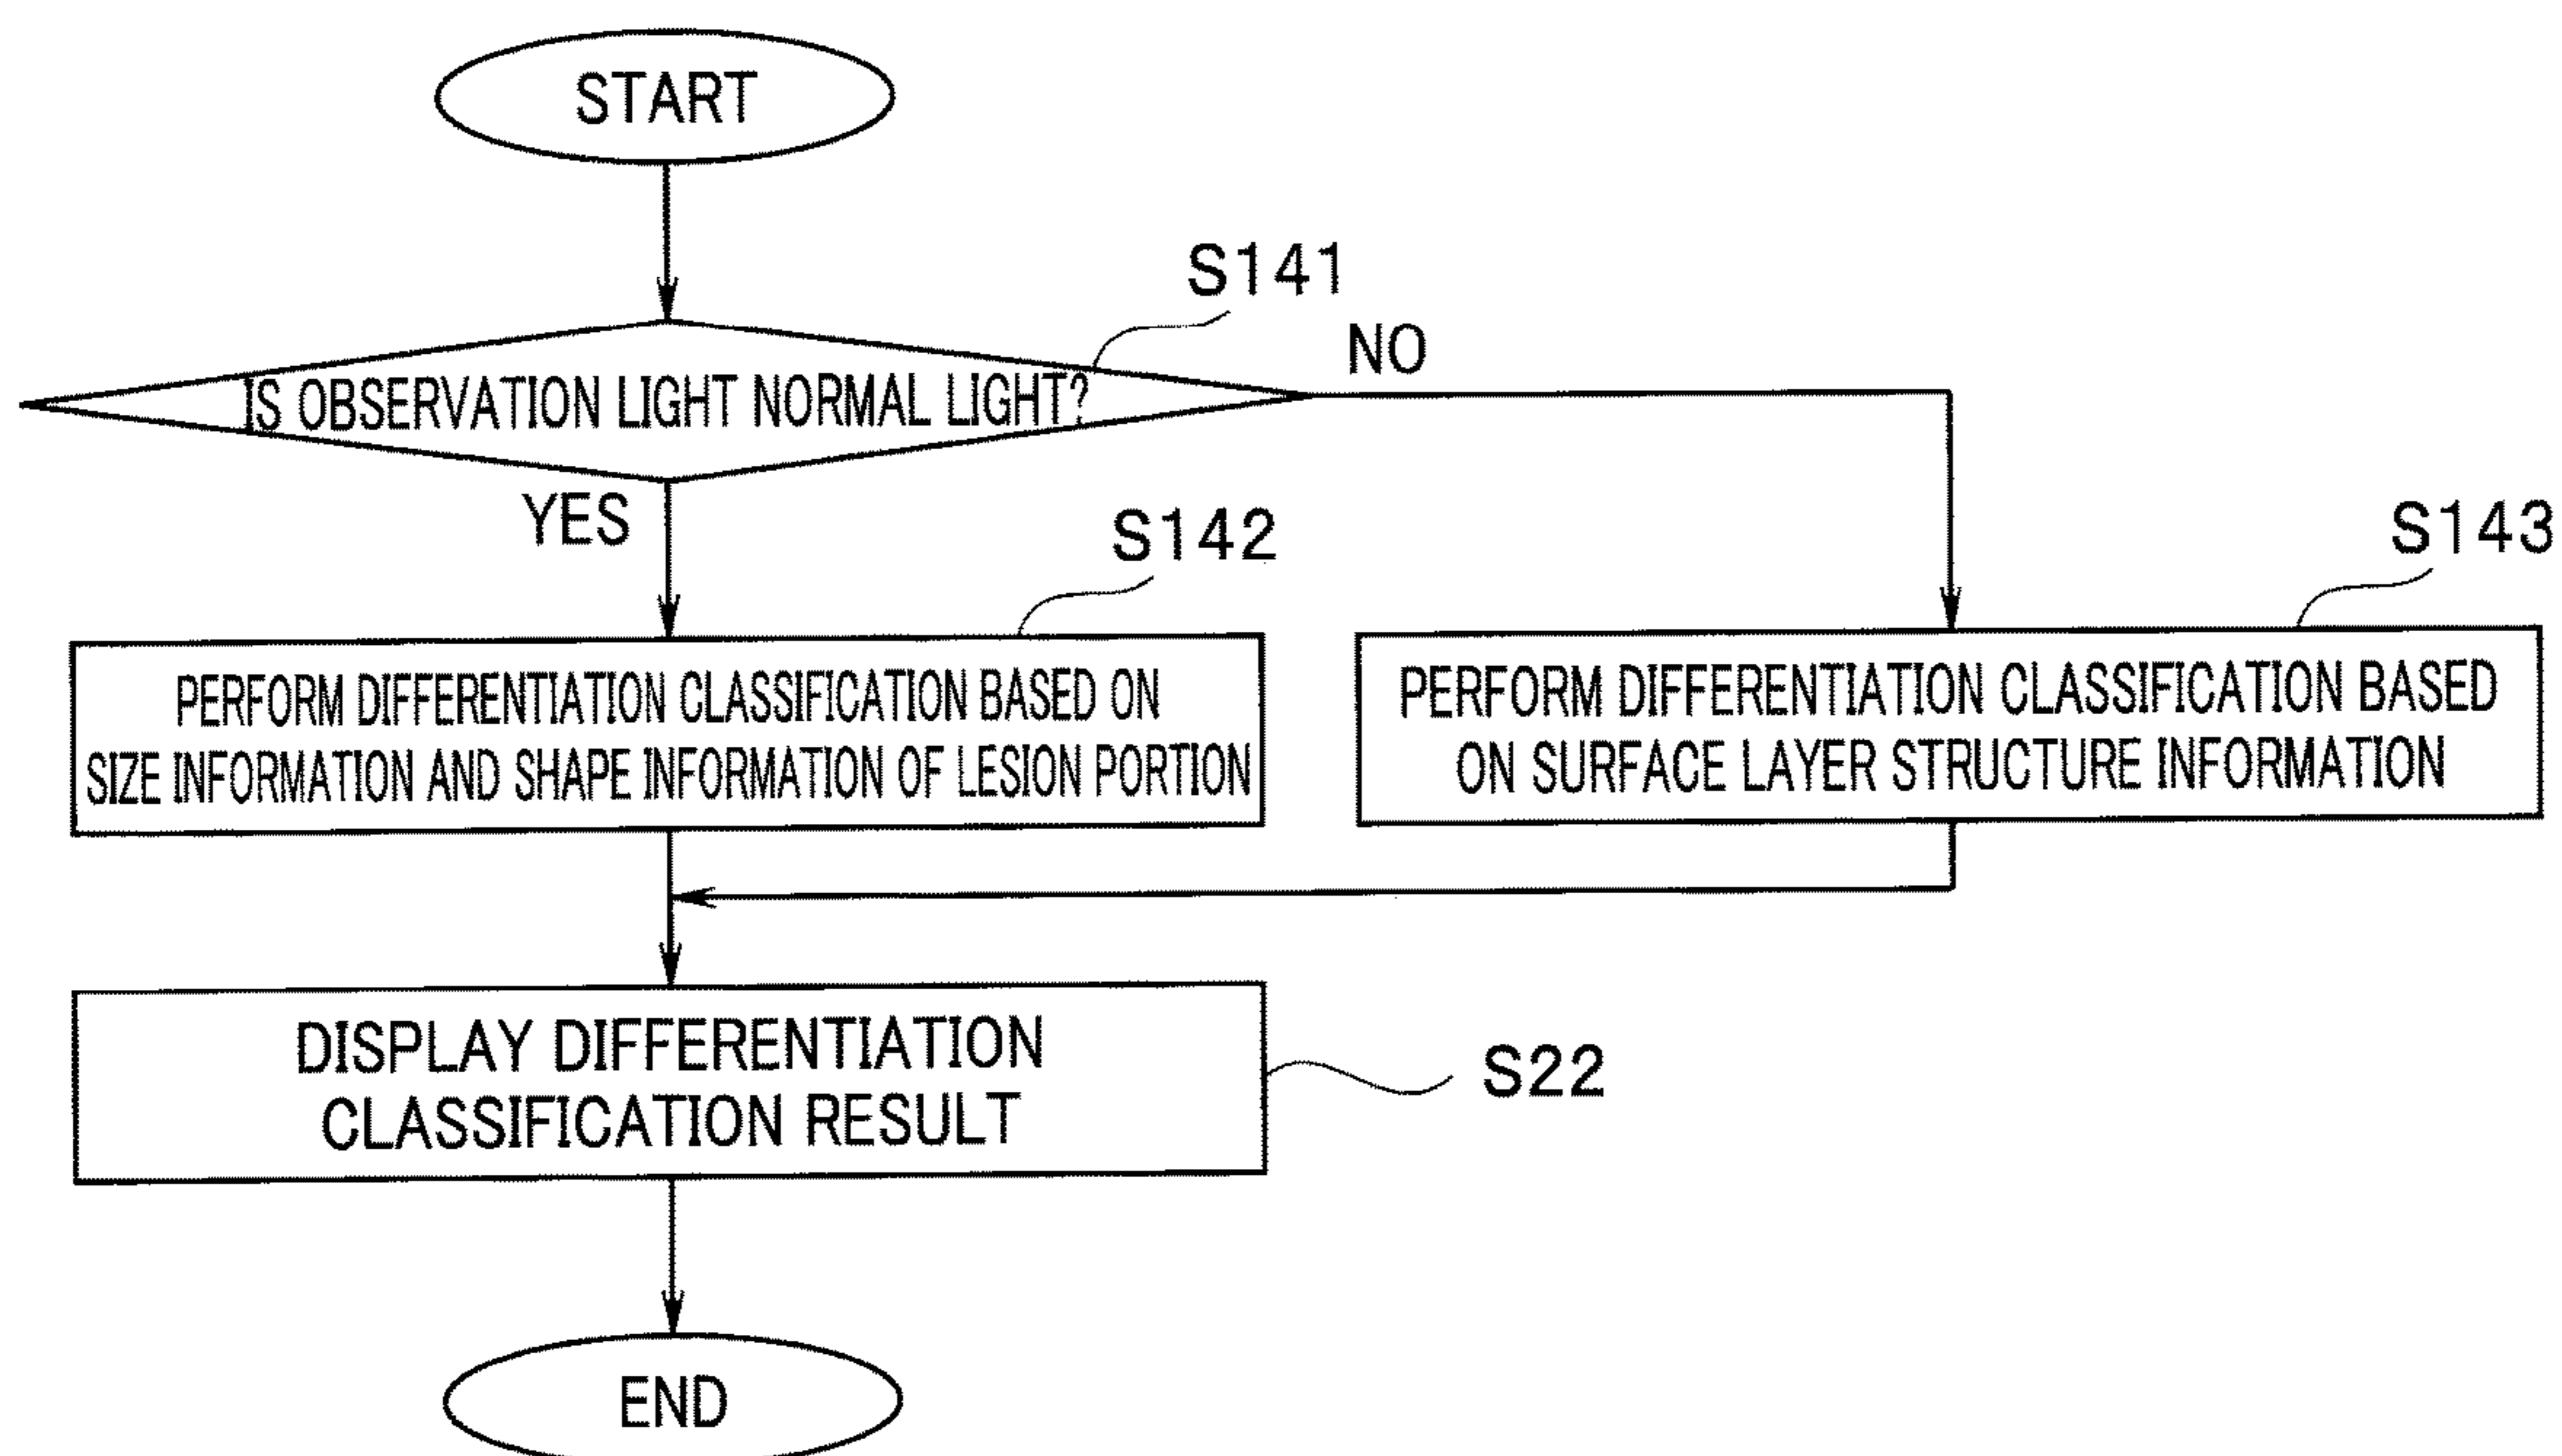 START
S141
NO
IS OBSERVATION LIGHT NORMAL LIGHT?
YES
S142
S143
PERFORM DIFFERENTIATION CLASSIFICATION BASED ON
SIZE INFORMATION AND SHAPE INFORMATION OF LESION PORTION
PERFORM DIFFERENTIATION CLASSIFICATION BASED
ON SURFACE LAYER STRUCTURE INFORMATION
DISPLAY DIFFERENTIATION
CLASSIFICATION RESULT
S22
END